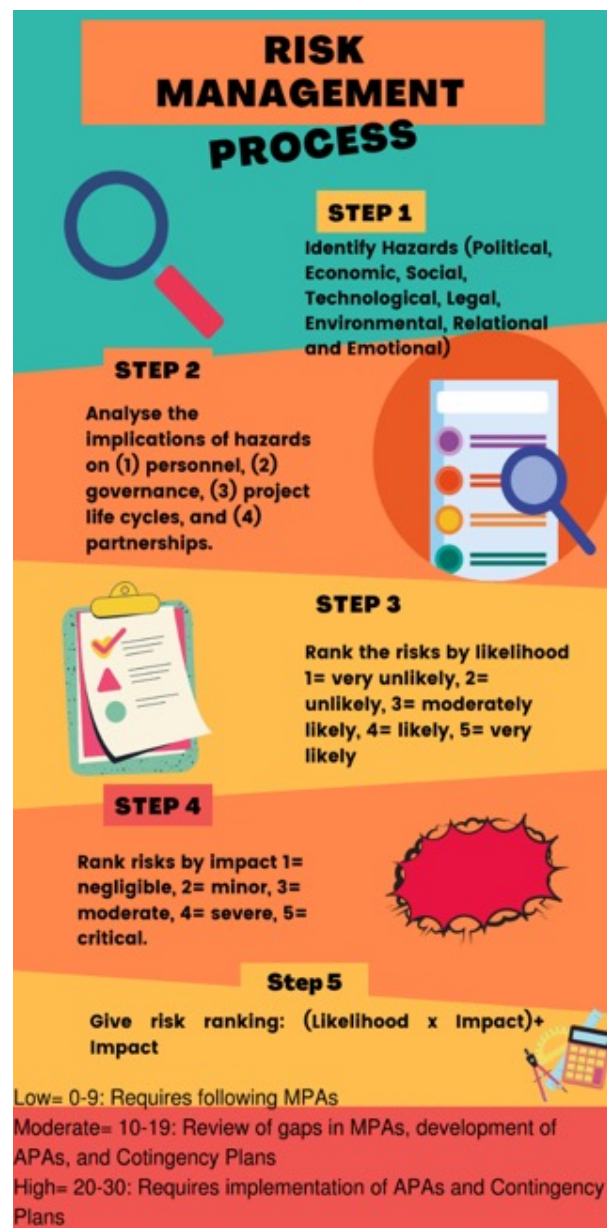 RISK
MANAGEMENT
PROCESS
STEP 1
Identify Hazards (Political,
Economic, Social,
Technological, Legal,
Environmental, Relational
and Emotional)
STEP 2
Analyse the
implications of hazards
on (1) personnel, (2)
governance, (3) project
life cycles, and (4)
partnerships.
STEP 3
Rank the risks by likelihood
1= very unlikely, 2=
unlikely, 3= moderately
likely, 4= likely, 5= very
likely
STEP 4
Rank risks by impact 1=
negligible, 2= minor, 3=
moderate, 4= severe, 5=
critical.
Step 5
Give risk ranking: (Likelihood x Impact)+
Impact
Low= 0-9: Requires following MPAs
Moderate= 10-19: Review of gaps in MPAs, development of
APAs, and Cotingency Plans
High= 20-30: Requires implementation of APAs and Contingency
Plans